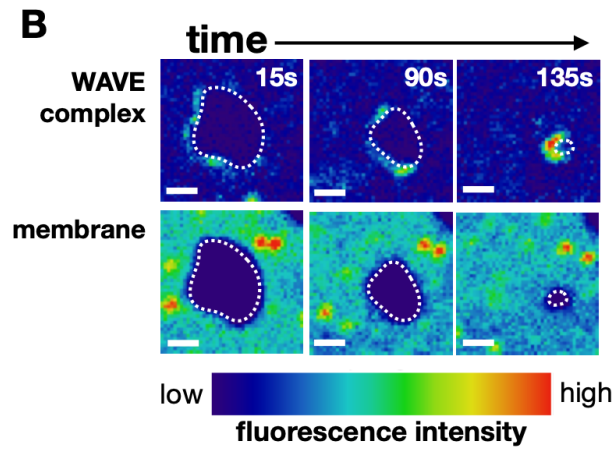 B
time
WAVE complex
15s
90s
135s
membrane
low
high
fluorescence intensity